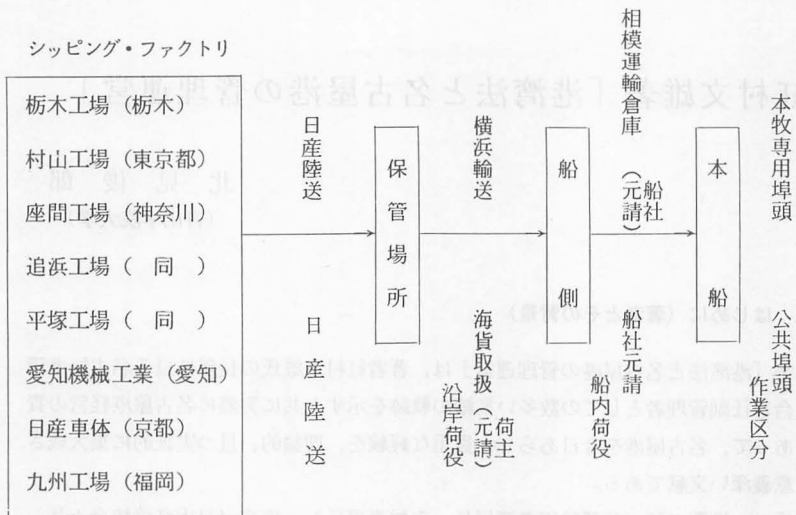 シッピング・ファクトリ
栃木工場(栃木)
村山工場(東京都)
座間工場(神奈川)
追浜工場( 同 )
平塚工場( 同 )
愛知機械工業(愛知)
日産車体(京都)
九州工場(福岡)
日産陸送
日産陸送
保管場所
横浜輸送
海貨取扱(元請)
荷主
沿岸荷役
船側
相模運輸倉庫(元請)
船社
船社元請
船内荷役
本船
本牧専用埠頭
公共埠頭
作業区分